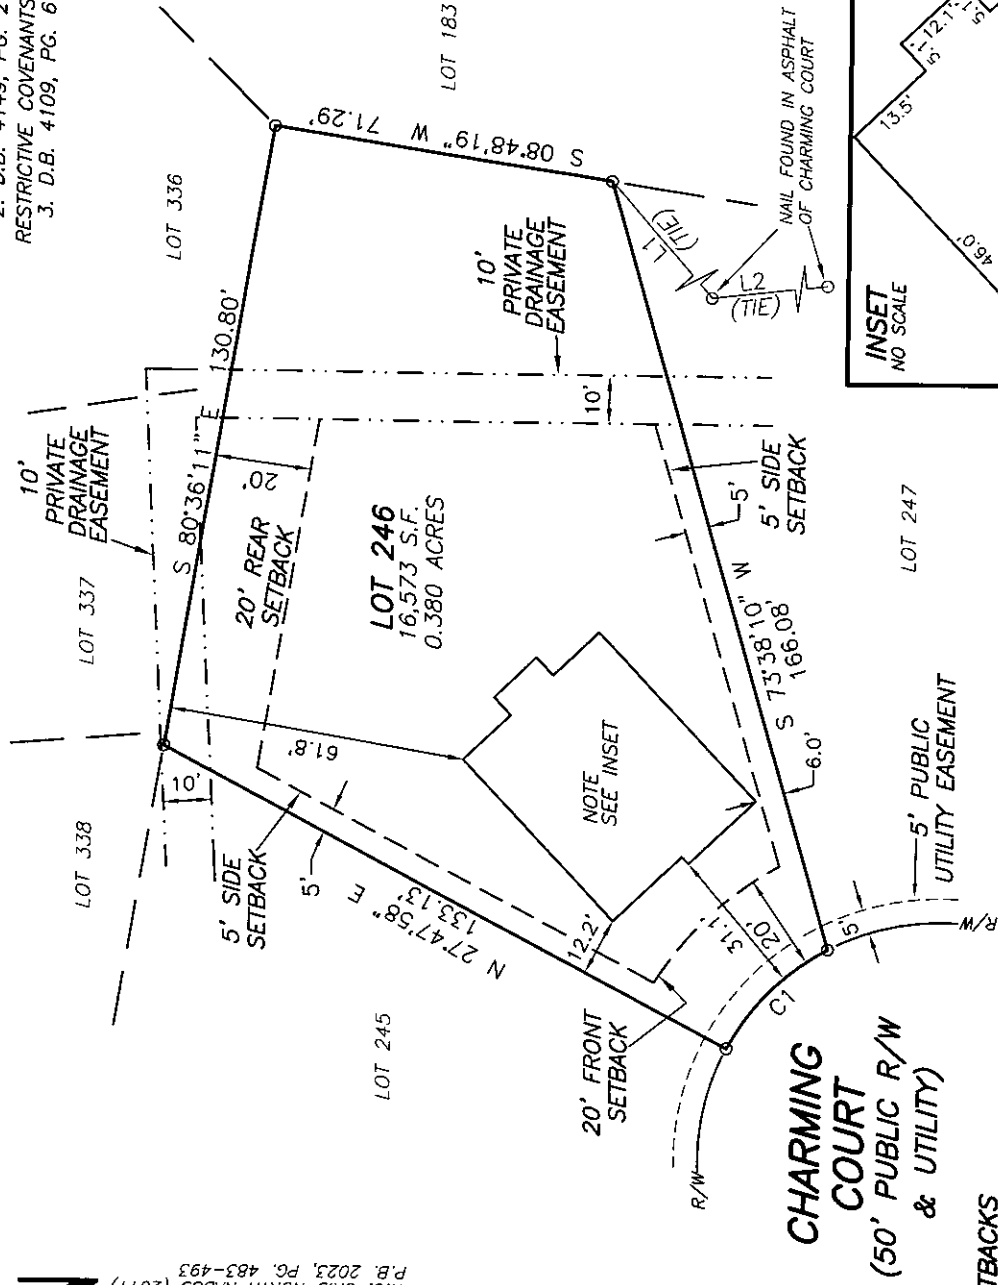 2. D.B. 4149, PG. 2
RESTRICTIVE COVENANTS
3. D.B. 4109, PG. 6
LOT 336
LOT 183
LOT 337
LOT 338
LOT 245
LOT 247
10'
PRIVATE
DRAINAGE
EASEMENT
S 80°36'11" E
130.80'
S 08°48'19" W 71.29'
10'
PRIVATE
DRAINAGE
EASEMENT
10'
20'
20' REAR
SETBACK
LOT 246
16,573 S.F.
0.380 ACRES
61.8'
10'
5' SIDE
SETBACK
5'
N 27°47'58" E
133.13'
12.2'
NOTE
SEE INSET
5' SIDE
SETBACK
5'
S 73°38'10" W
166.08'
6.0'
31.1'
20'
20' FRONT
SETBACK
C1
5'
5' PUBLIC
UTILITY EASEMENT
R/W
R/W
CHARMING
COURT
(50' PUBLIC R/W
& UTILITY)
L1
(TIE)
L2
(TIE)
NAIL FOUND IN ASPHALT
OF CHARMING COURT
INSET
NO SCALE
46.0'
13.5'
5.1'
12.1'
TBACKS
P.B. 2023, PG. 483-493